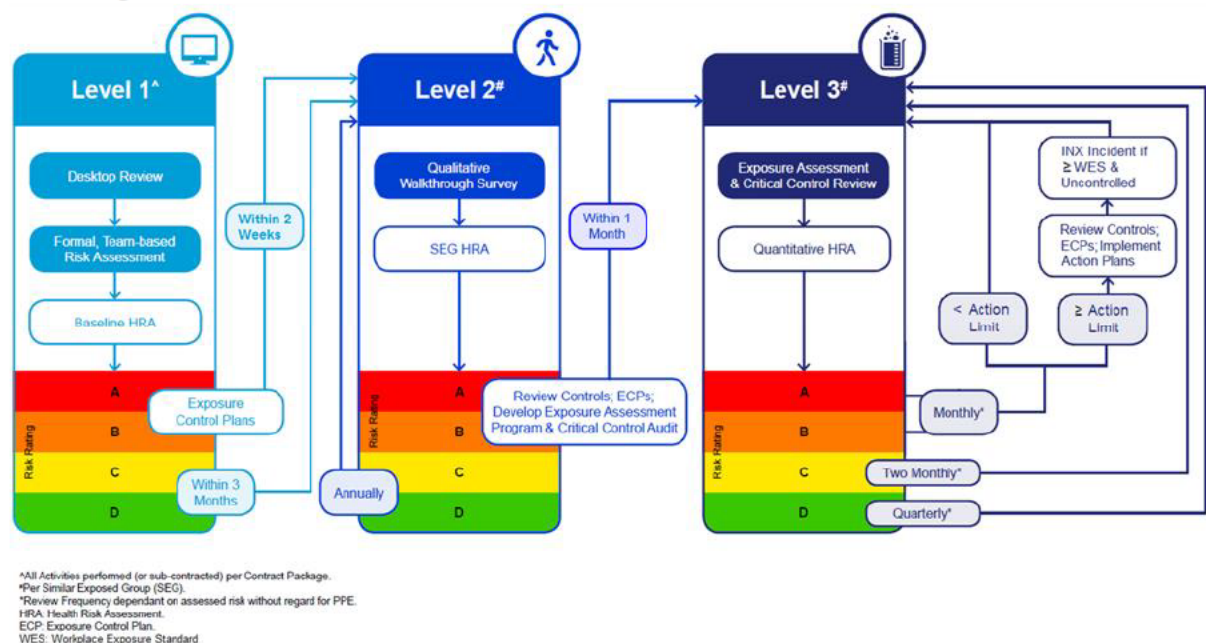 Level 1^
Desktop Review
Formal, Team-based
Risk Assessment
Baseline HRA
Risk Rating
A
B
C
D
Exposure
Control Plans
Within 3
Months
Within 2
Weeks
Level 2#
Qualitative
Walkthrough Survey
SEG HRA
Risk Rating
A
B
C
D
Annually
Review Controls; ECPs;
Develop Exposure Assessment
Program & Critical Control Audit
Within 1
Month
Level 3#
Exposure Assessment
& Critical Control Review
Quantitative HRA
Risk Rating
A
B
C
D
Monthly*
Two Monthly*
Quarterly*
< Action
Limit
≥ Action
Limit
Review Controls;
ECPs; Implement
Action Plans
INX Incident if
≥ WES &
Uncontrolled
^All Activities performed (or sub-contracted) per Contract Package.
#Per Similar Exposed Group (SEG).
*Review Frequency dependant on assessed risk without regard for PPE.
HRA: Health Risk Assessment.
ECP: Exposure Control Plan.
WES: Workplace Exposure Standard